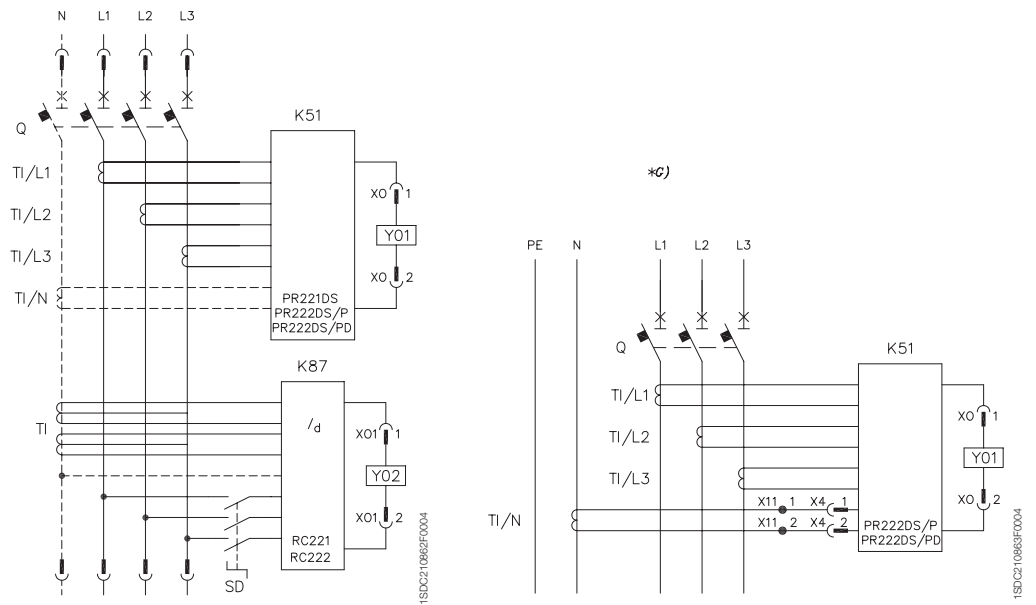 N L1 L2 L3
Q
K51
TI/L1
TI/L2
TI/L3
TI/N
X0 1
Y01
X0 2
PR221DS
PR222DS/P
PR222DS/PD
K87
TI
/d
X01 1
Y02
X01 2
RC221
RC222
SD
1SDC210862F0004
*G)
PE N L1 L2 L3
Q
K51
TI/L1
TI/L2
TI/L3
TI/N
X11 1 X4 1
X11 2 X4 2
X0 1
Y01
X0 2
PR222DS/P
PR222DS/PD
1SDC210863F0004